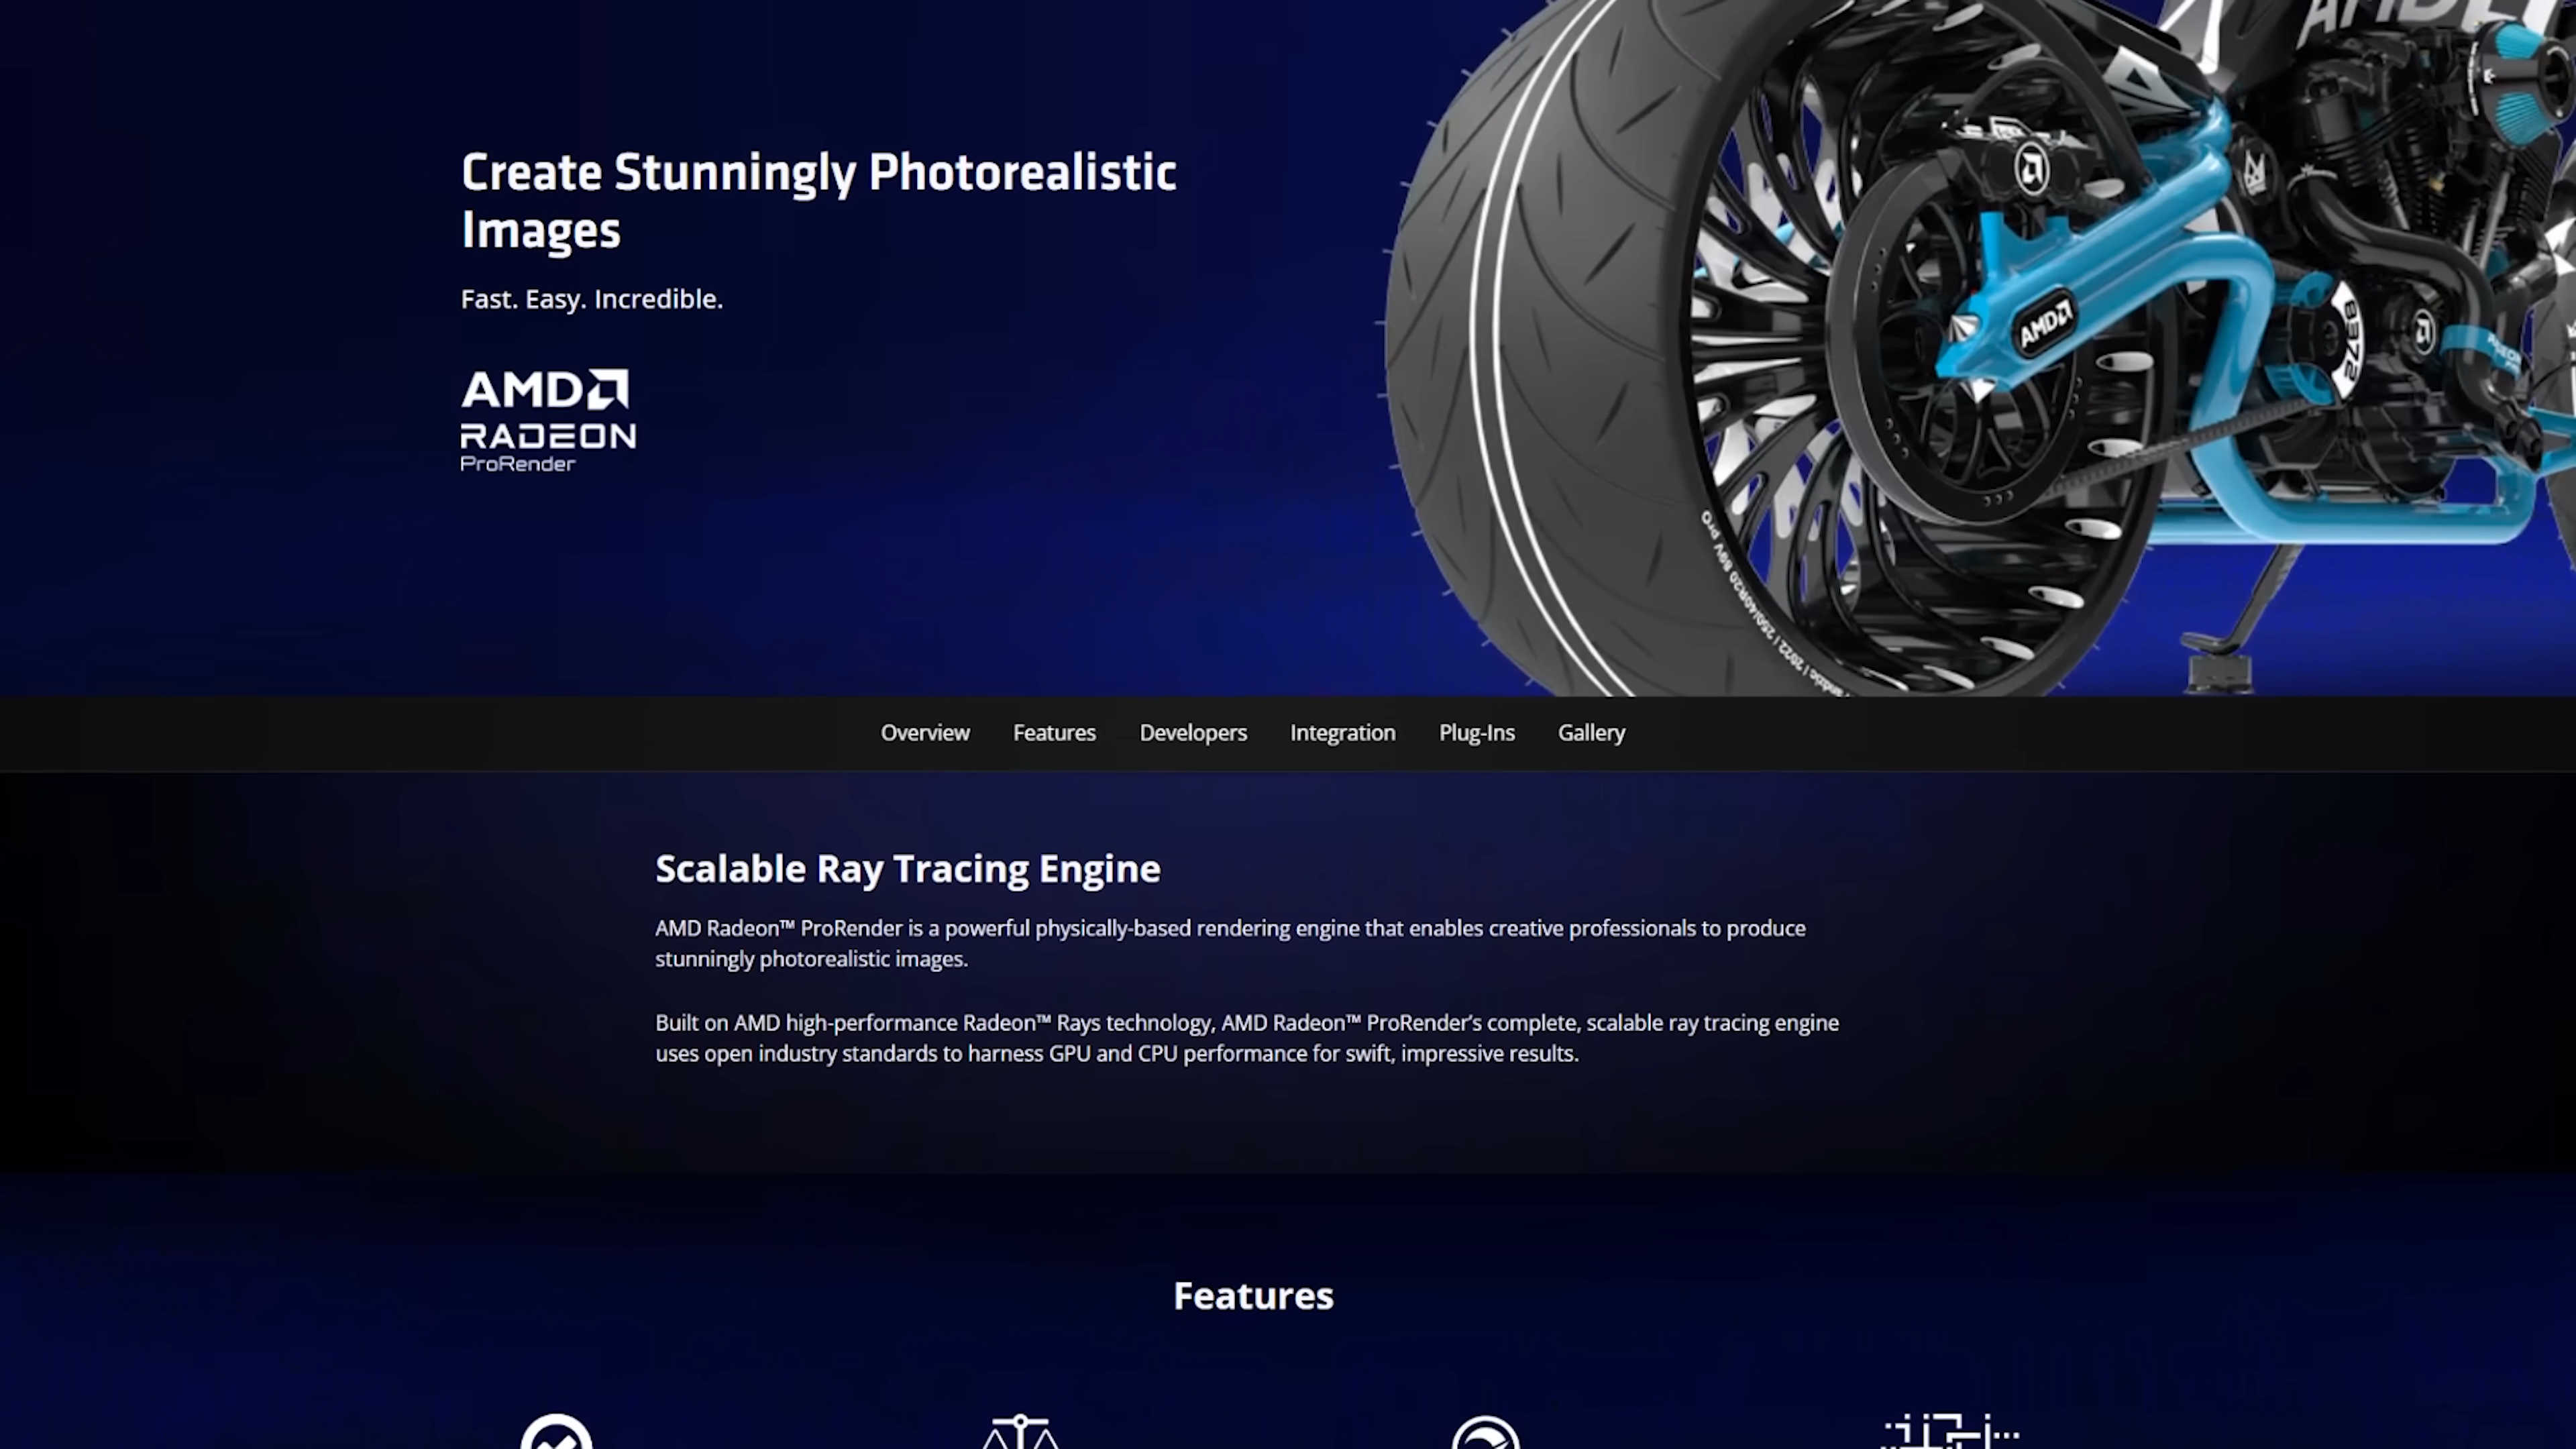 Create Stunningly Photorealistic
Images
Fast. Easy. Incredible.
AMD
RADEON
ProRender
AMD
AMD
8372
Overview
Features
Developers
Integration
Plug-Ins
Gallery
Scalable Ray Tracing Engine
AMD Radeon™ ProRender is a powerful physically-based rendering engine that enables creative professionals to produce
stunningly photorealistic images.
Built on AMD high-performance Radeon™ Rays technology, AMD Radeon™ ProRender's complete, scalable ray tracing engine
uses open industry standards to harness GPU and CPU performance for swift, impressive results.
Features